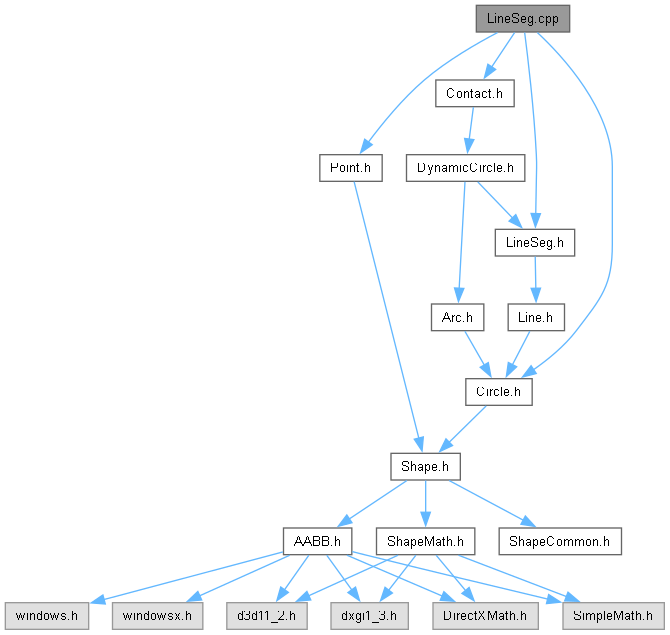 LineSeg.cpp
Contact.h
Point.h
DynamicCircle.h
LineSeg.h
Arc.h
Line.h
Circle.h
Shape.h
AABB.h
ShapeMath.h
ShapeCommon.h
windows.h
windowsx.h
d3d11_2.h
dxgi1_3.h
DirectXMath.h
SimpleMath.h